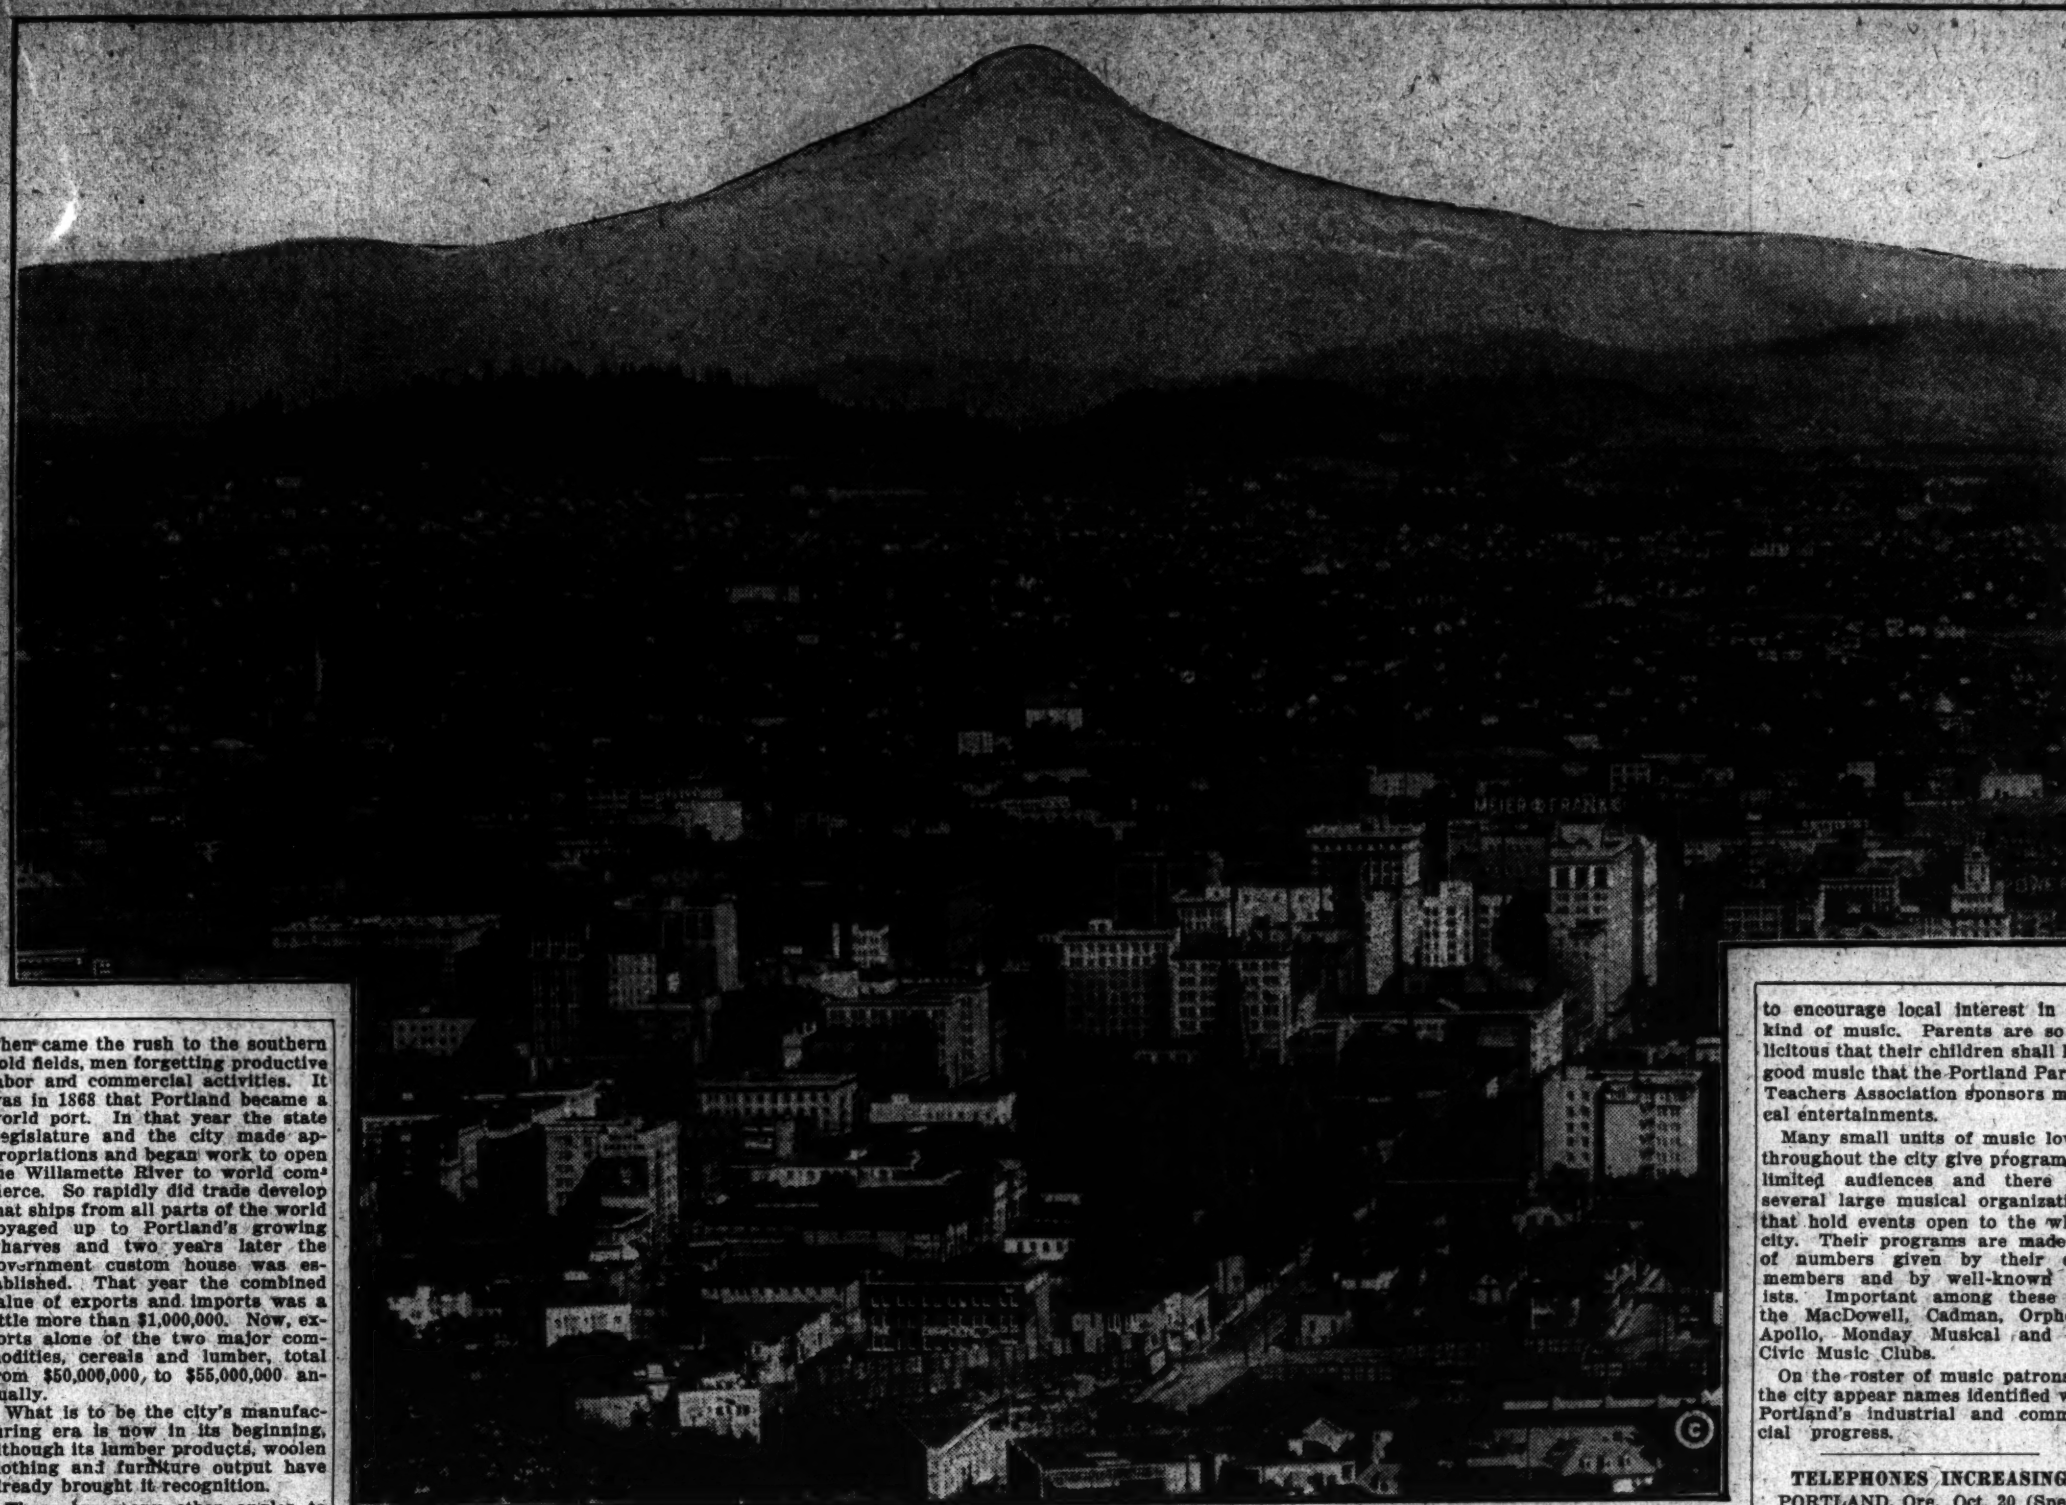 MEIER & FRANK
POWER
©
hen came the rush to the southern
old fields, men forgetting productive
abor and commercial activities. It
as in 1868 that Portland became a
orld port. In that year the state
egislature and the city made ap-
ropriations and began work to open
he Willamette River to world com-
erce. So rapidly did trade develop
hat ships from all parts of the world
oyaged up to Portland's growing
harves and two years later the
overnment custom house was es-
ablished. That year the combined
alue of exports and imports was a
ttle more than $1,000,000. Now, ex-
orts alone of the two major com-
odities, cereals and lumber, total
rom $50,000,000 to $55,000,000 an-
ually.
What is to be the city's manufac-
uring era is now in its beginning,
lthough its lumber products, woolen
lothing and furniture output have
lready brought it recognition.
to encourage local interest in
kind of music. Parents are so
licitous that their children shall
good music that the Portland Par
Teachers Association sponsors m
cal entertainments.
Many small units of music lov
throughout the city give program
limited audiences and there
several large musical organizati
that hold events open to the w
city. Their programs are made
of numbers given by their
members and by well-known
ists. Important among these
the MacDowell, Cadman, Orph
Apollo, Monday Musical and
Civic Music Clubs.
On the roster of music patrons
the city appear names identified
Portland's industrial and comm
cial progress.
TELEPHONES INCREASING
PORTLAND, Ore., Oct. 20 (Sp